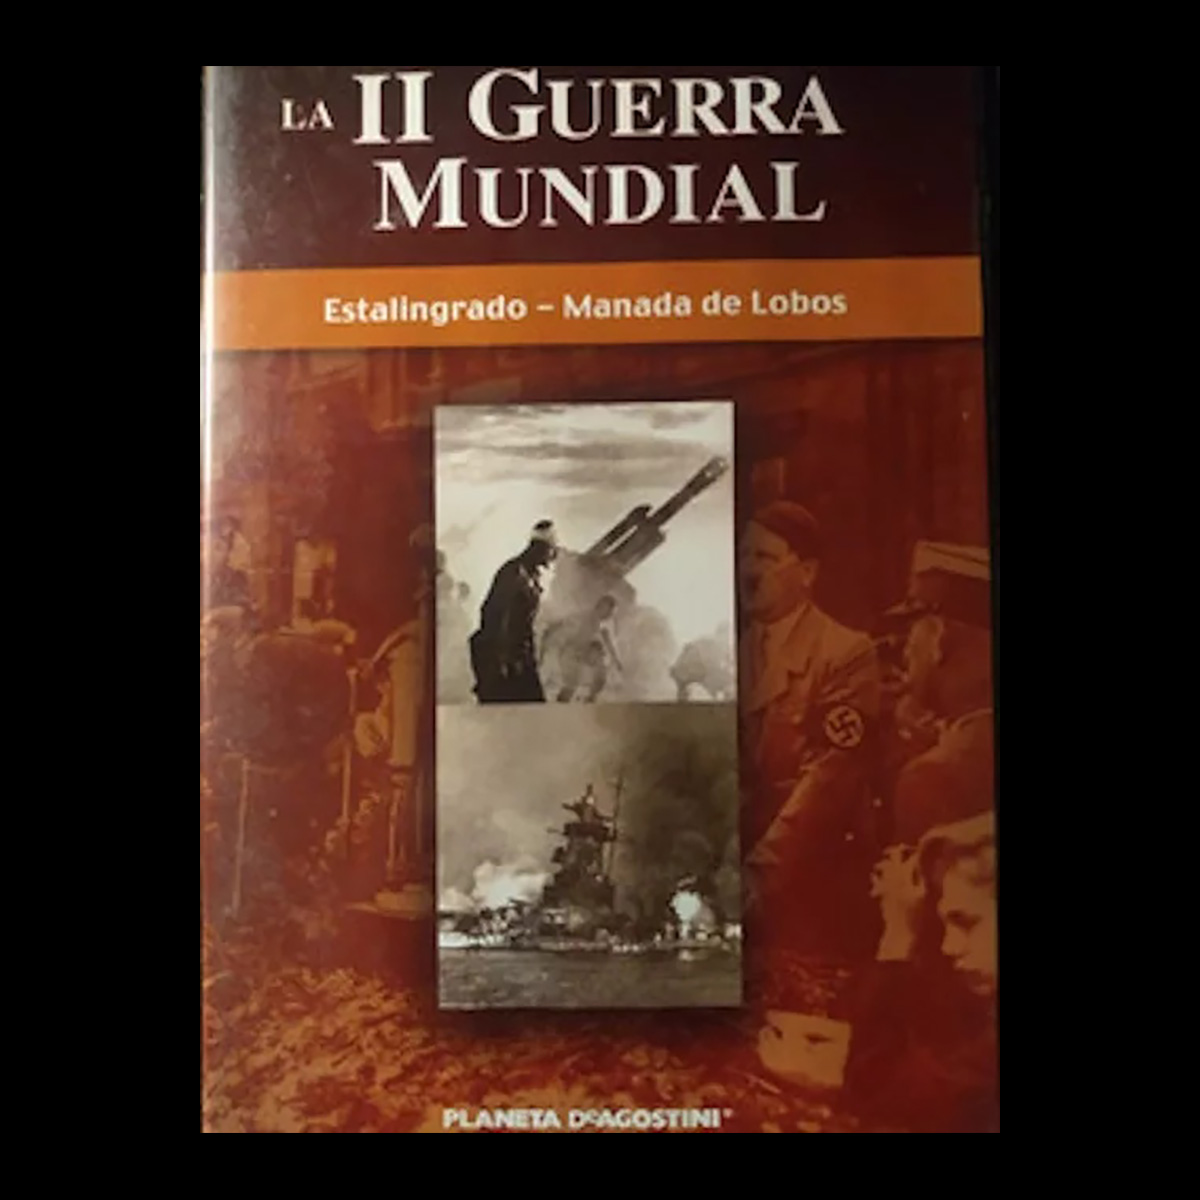 LA II GUERRA
MUNDIAL
Estalingrado – Manada de Lobos
PLANETA DeAGOSTINI®